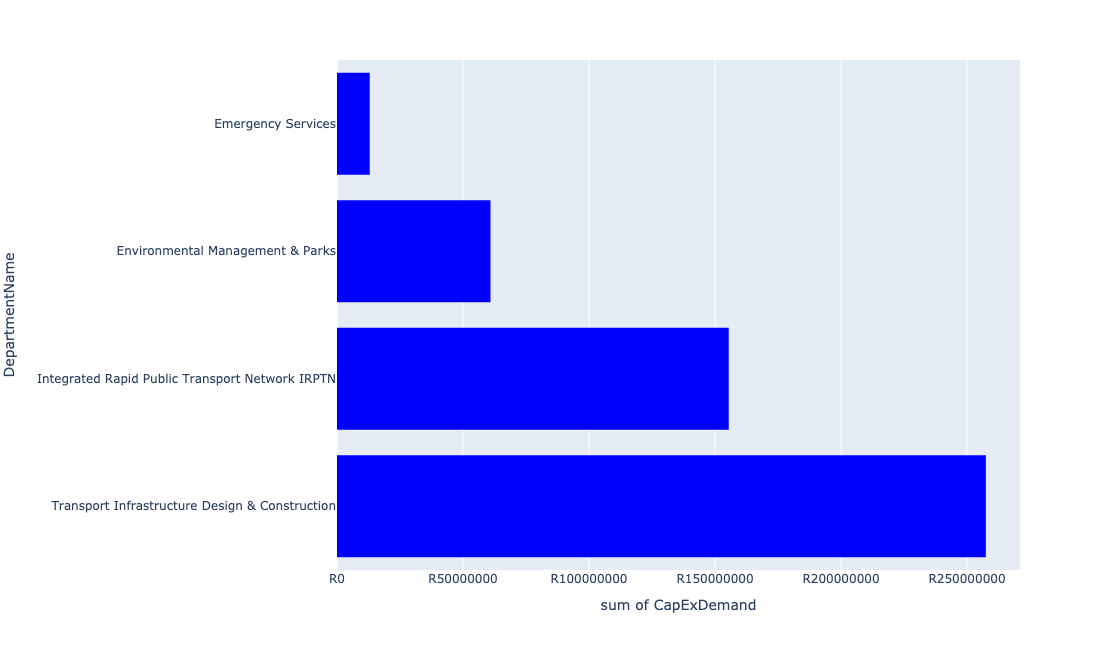 Emergency Services
Environmental Management & Parks
Integrated Rapid Public Transport Network IRPTN
Transport Infrastructure Design & Construction
DepartmentName
R0 R50000000 R100000000 R150000000 R200000000 R250000000
sum of CapExDemand